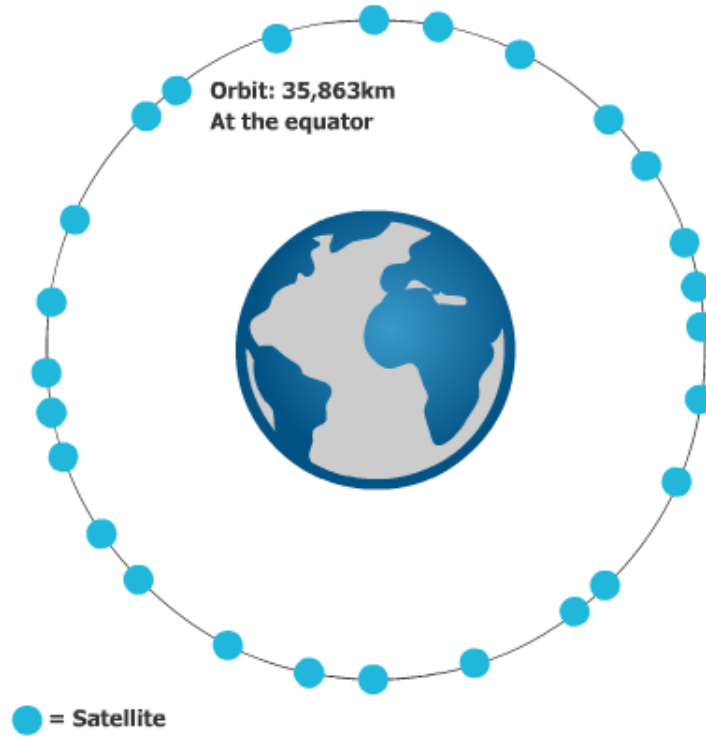 Orbit: 35,863km
At the equator
= Satellite